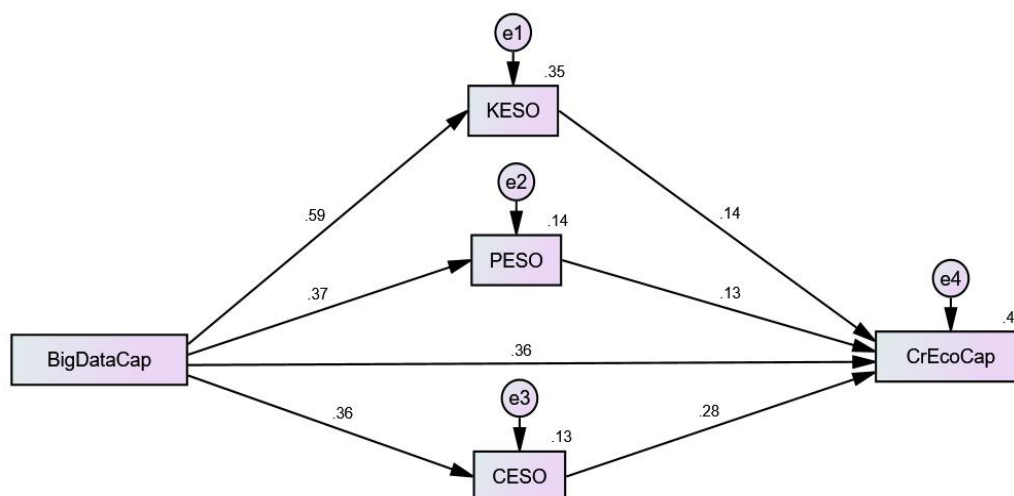 e1
.35
KESO
e2
.59
.14
.14
PESO
e4
.37
.13
BigDataCap
.36
CrEcoCap
e3
.36
.28
.13
CESO